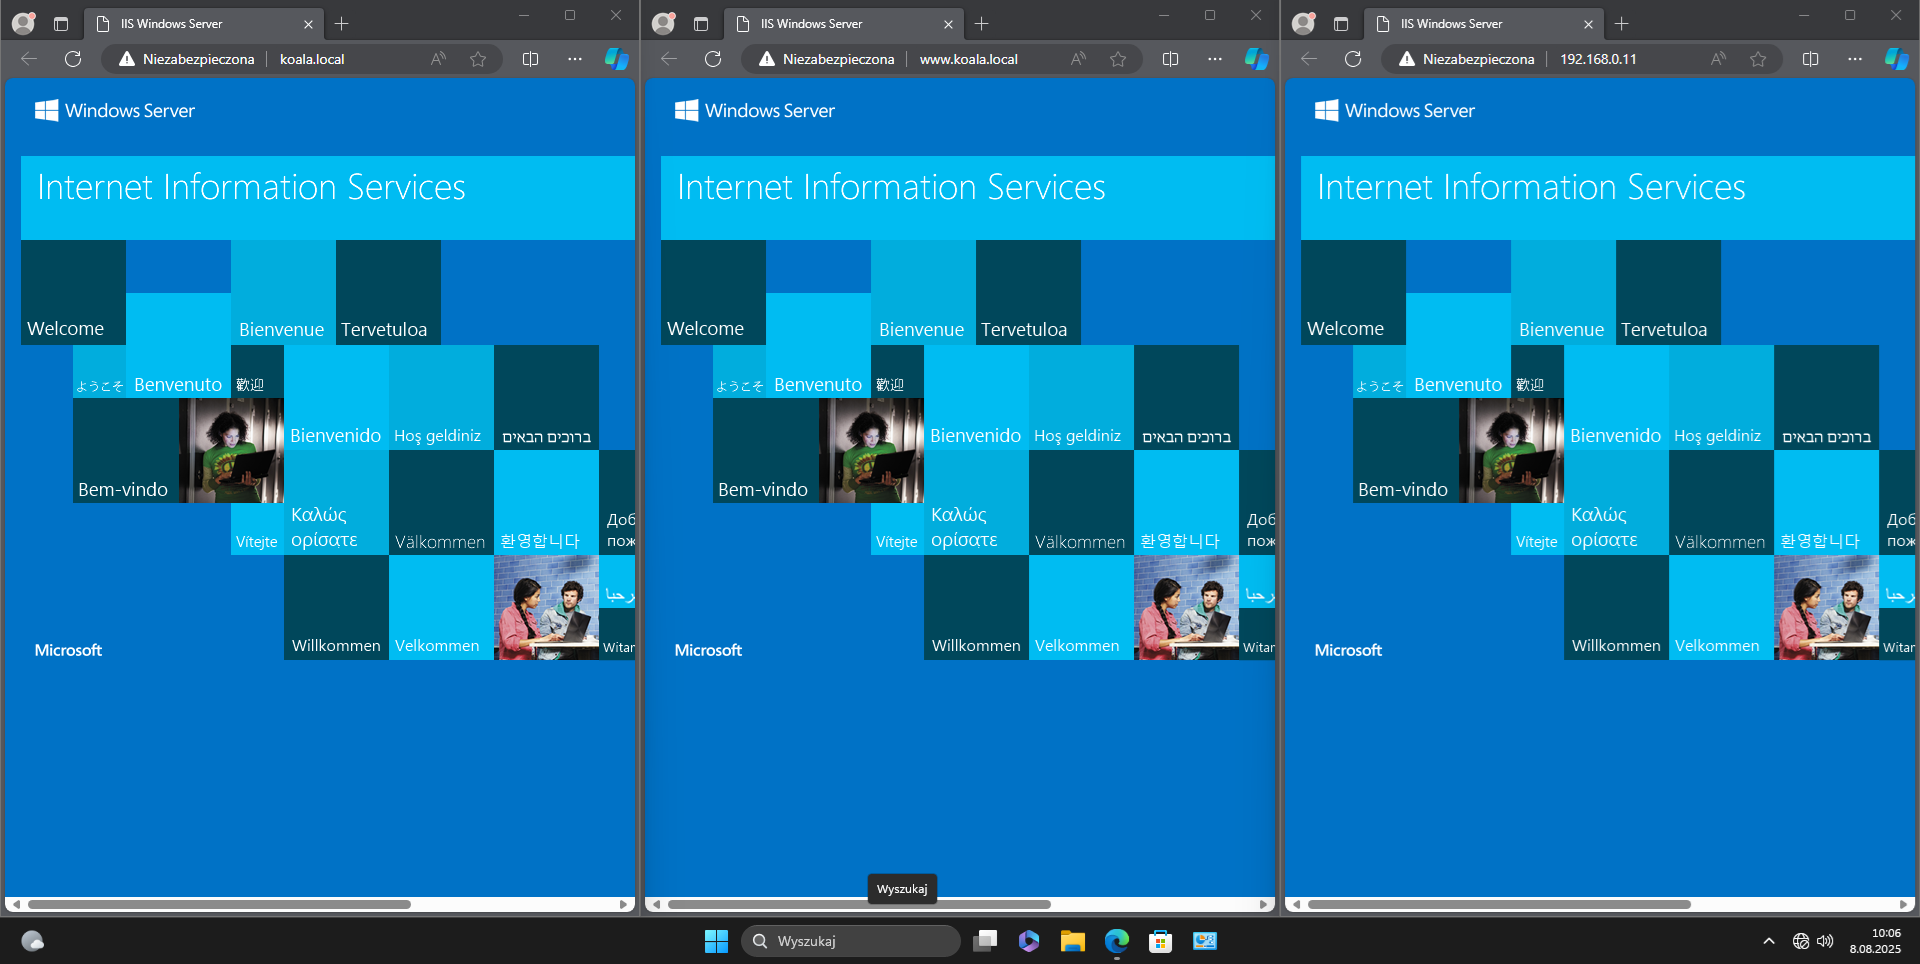 IIS Windows Server
Niezabezpieczona koala.local
Windows Server
Internet Information Services
Welcome
Bienvenue
Tervetuloa
ようこそ
Benvenuto
歡迎
Bienvenido
Hoş geldiniz
ברוכים הבאים
Bem-vindo
Vítejte
Καλώς
ορίσατε
Välkommen
환영합니다
Доб
пож
Willkommen
Velkommen
رحبا
Witam
Microsoft
IIS Windows Server
Niezabezpieczona www.koala.local
Windows Server
Internet Information Services
Welcome
Bienvenue
Tervetuloa
ようこそ
Benvenuto
歡迎
Bienvenido
Hoş geldiniz
ברוכים הבאים
Bem-vindo
Vítejte
Καλώς
ορίσατε
Välkommen
환영합니다
Доб
пож
Willkommen
Velkommen
رحبا
Witam
Microsoft
IIS Windows Server
Niezabezpieczona 192.168.0.11
Windows Server
Internet Information Services
Welcome
Bienvenue
Tervetuloa
ようこそ
Benvenuto
歡迎
Bienvenido
Hoş geldiniz
ברוכים הבאים
Bem-vindo
Vítejte
Καλώς
ορίσατε
Välkommen
환영합니다
Доб
пож
Willkommen
Velkommen
رحبا
Witam
Microsoft
Wyszukaj
Wyszukaj
10:06
8.08.2025